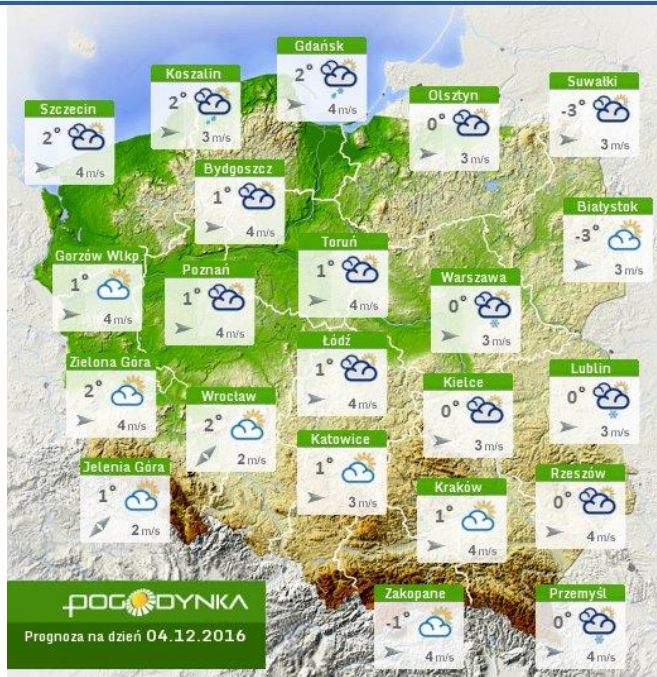 Gdańsk
2°
4 m/s
Koszalin
2°
3 m/s
Szczecin
2°
4 m/s
Olsztyn
0°
3 m/s
Suwałki
-3°
3 m/s
Bydgoszcz
1°
4 m/s
Białystok
-3°
3 m/s
Toruń
1°
4 m/s
Gorzów Wlkp
1°
4 m/s
Poznań
1°
4 m/s
Warszawa
0°
3 m/s
Łódź
1°
4 m/s
Zielona Góra
2°
4 m/s
Lublin
0°
3 m/s
Kielce
0°
3 m/s
Wrocław
2°
2 m/s
Katowice
1°
3 m/s
Jelenia Góra
1°
2 m/s
Rzeszów
0°
4 m/s
Kraków
1°
4 m/s
Zakopane
-1°
4 m/s
Przemyśl
0°
4 m/s
POGODYNKA
Prognoza na dzień 04.12.2016